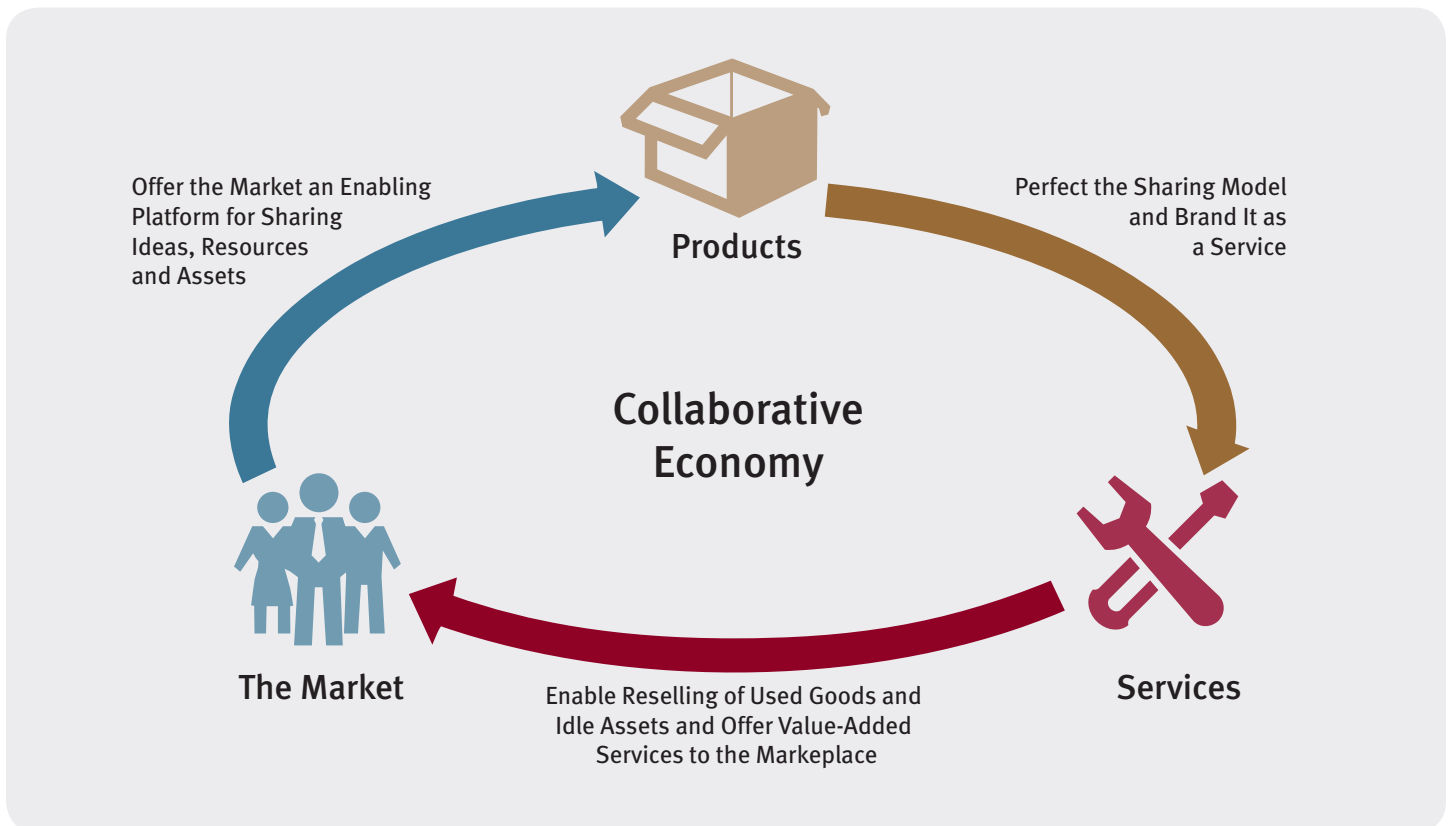 Offer the Market an Enabling
Platform for Sharing
Ideas, Resources
and Assets
Products
Perfect the Sharing Model
and Brand It as
a Service
Collaborative
Economy
The Market
Enable Reselling of Used Goods and
Idle Assets and Offer Value-Added
Services to the Markeplace
Services